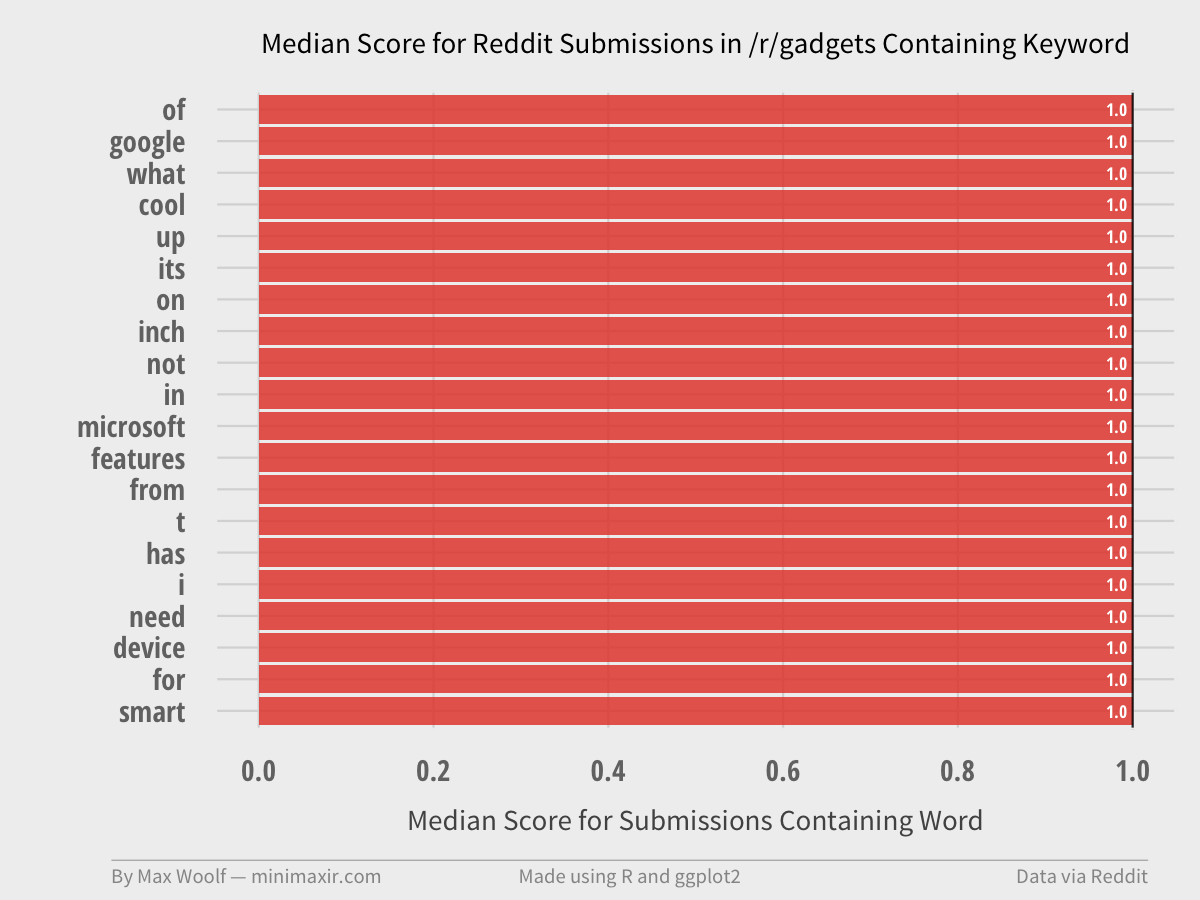 Median Score for Reddit Submissions in /r/gadgets Containing Keyword
of 1.0
google 1.0
what 1.0
cool 1.0
up 1.0
its 1.0
on 1.0
inch 1.0
not 1.0
in 1.0
microsoft 1.0
features 1.0
from 1.0
t 1.0
has 1.0
i 1.0
need 1.0
device 1.0
for 1.0
smart 1.0
0.0 0.2 0.4 0.6 0.8 1.0
Median Score for Submissions Containing Word
By Max Woolf — minimaxir.com Made using R and ggplot2 Data via Reddit